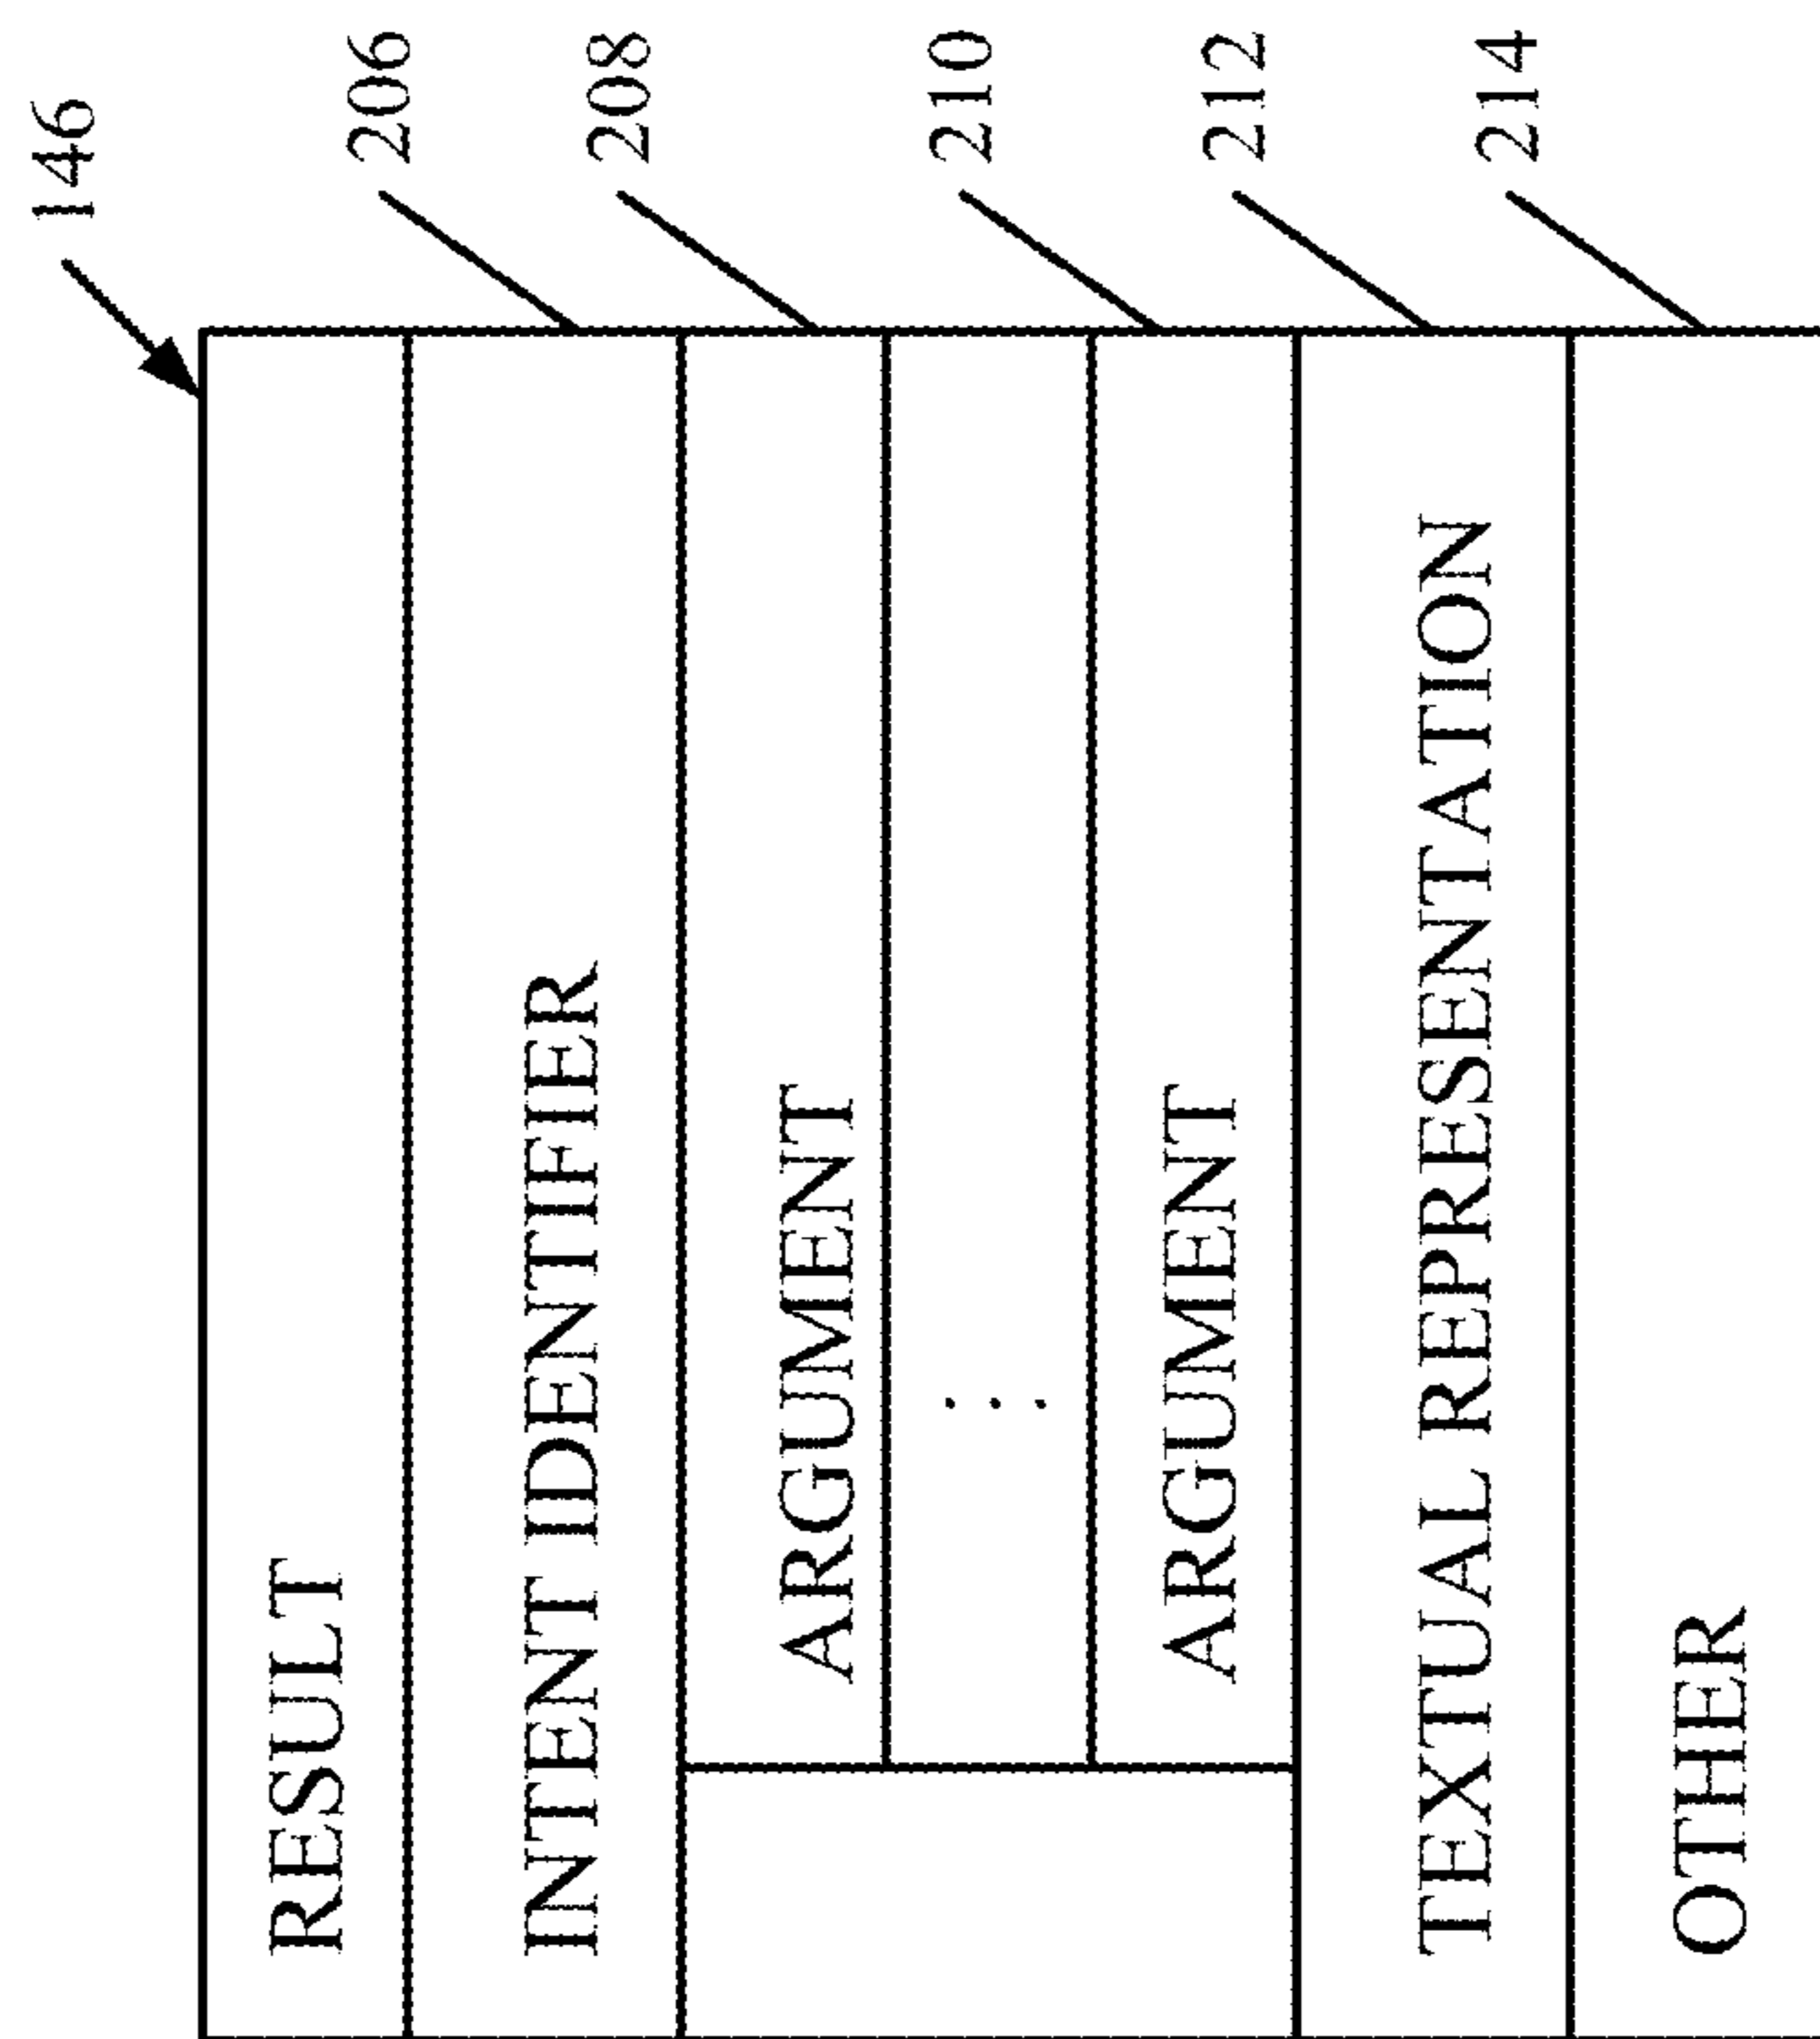 146
RESULT
INTENT IDENTIFIER 206
ARGUMENT 208
...
ARGUMENT 210
TEXTUAL REPRESENTATION 212
OTHER 214